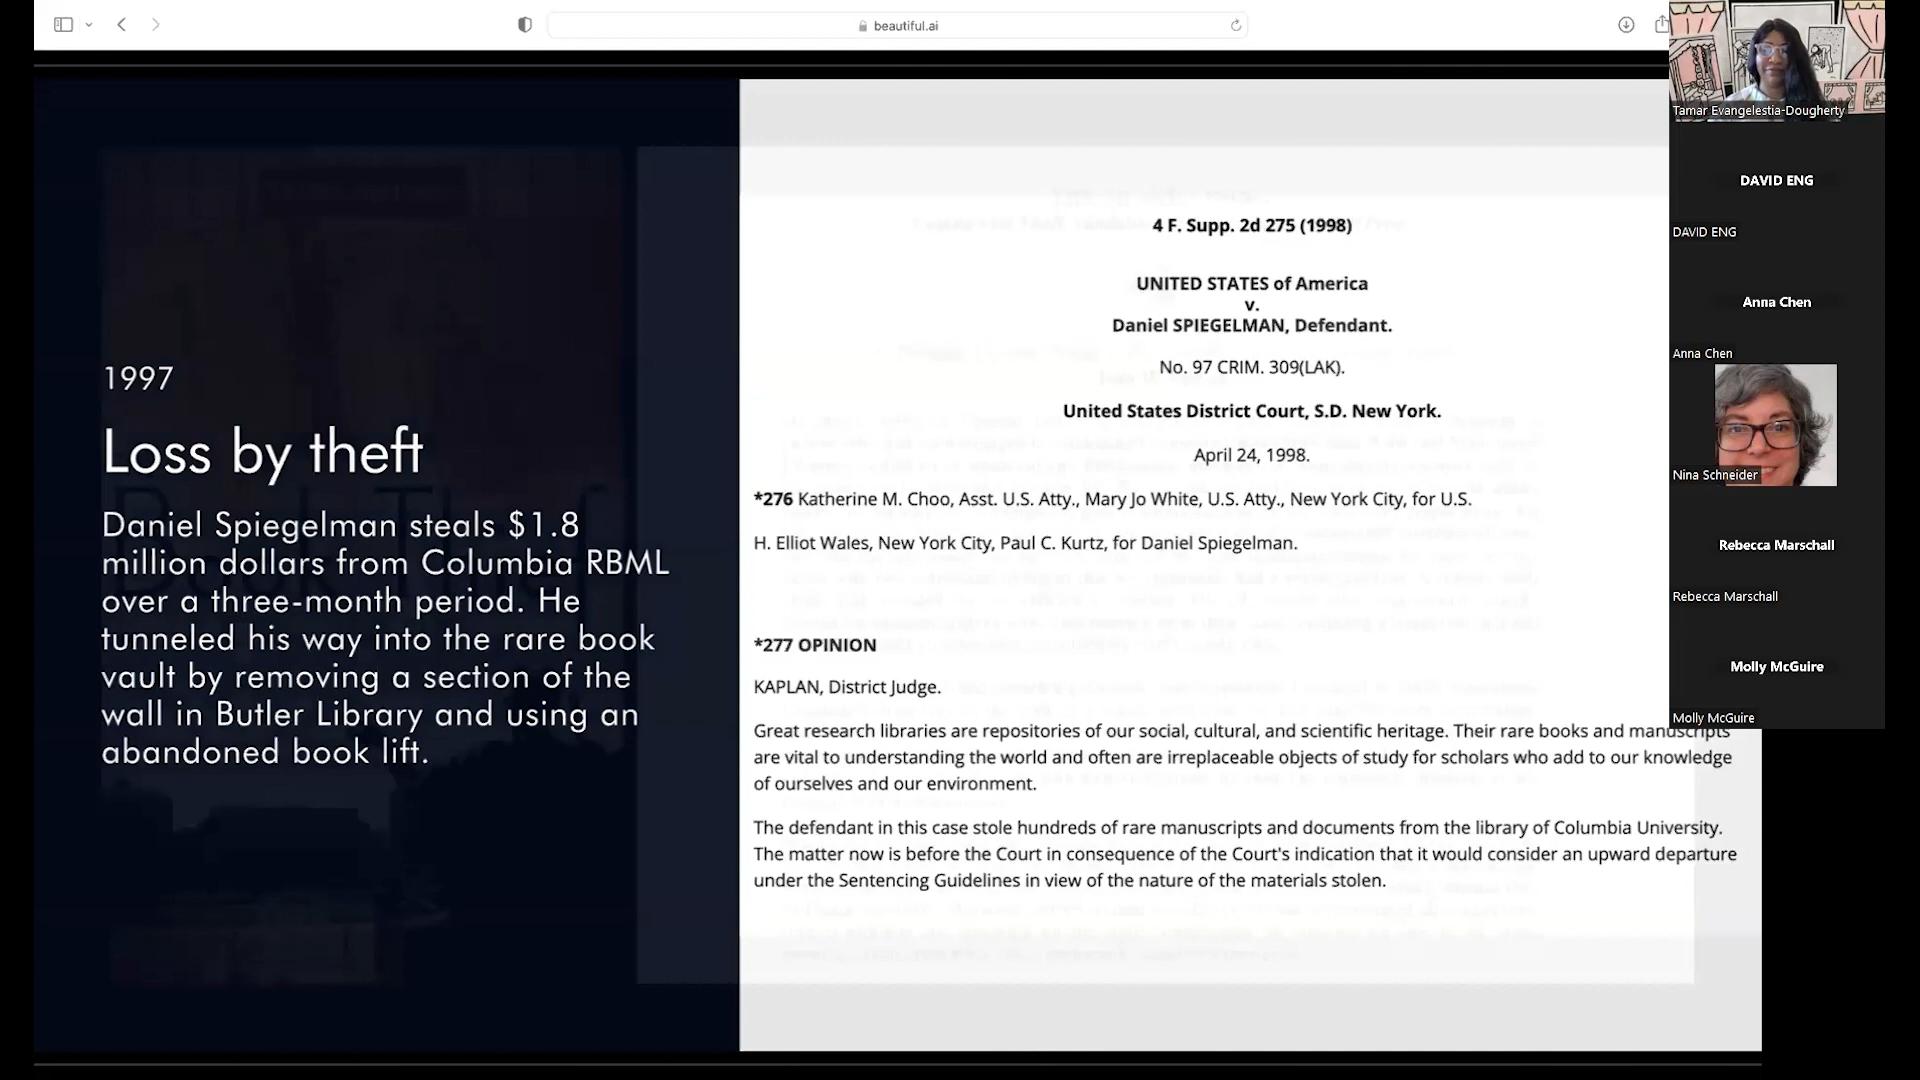 beautiful.ai
1997
Loss by theft
Daniel Spiegelman steals $1.8
million dollars from Columbia RBML
over a three-month period. He
tunneled his way into the rare book
vault by removing a section of the
wall in Butler Library and using an
abandoned book lift.
4 F. Supp. 2d 275 (1998)
UNITED STATES of America
v.
Daniel SPIEGELMAN, Defendant.
No. 97 CRIM. 309(LAK).
United States District Court, S.D. New York.
April 24, 1998.
*276 Katherine M. Choo, Asst. U.S. Atty., Mary Jo White, U.S. Atty., New York City, for U.S.
H. Elliot Wales, New York City, Paul C. Kurtz, for Daniel Spiegelman.
*277 OPINION
KAPLAN, District Judge.
Great research libraries are repositories of our social, cultural, and scientific heritage. Their rare books and manuscripts
are vital to understanding the world and often are irreplaceable objects of study for scholars who add to our knowledge
of ourselves and our environment.
The defendant in this case stole hundreds of rare manuscripts and documents from the library of Columbia University.
The matter now is before the Court in consequence of the Court's indication that it would consider an upward departure
under the Sentencing Guidelines in view of the nature of the materials stolen.
Tamar Evangelestia-Dougherty
DAVID ENG
DAVID ENG
Anna Chen
Anna Chen
Nina Schneider
Rebecca Marschall
Rebecca Marschall
Molly McGuire
Molly McGuire